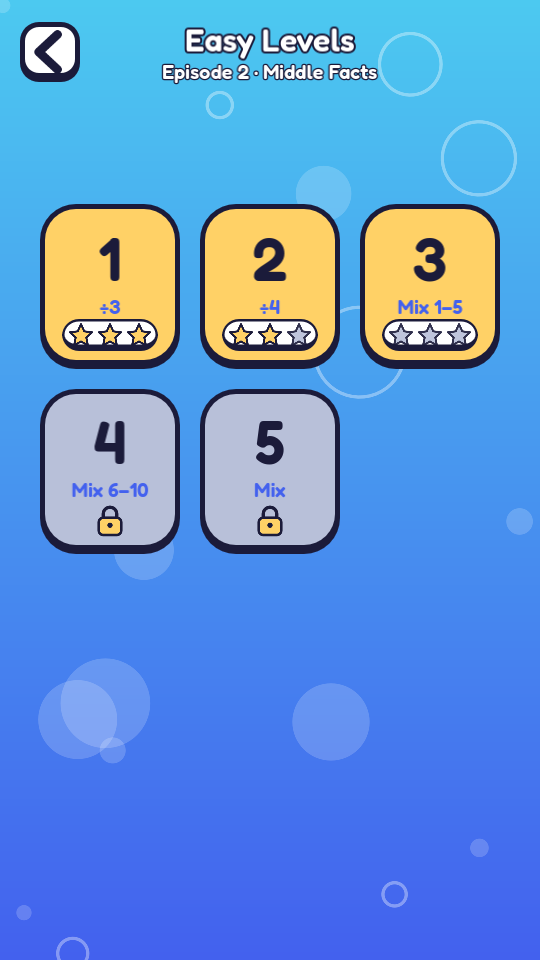 Easy Levels
Episode 2 · Middle Facts
1
÷3
2
÷4
3
Mix 1–5
4
Mix 6–10
5
Mix